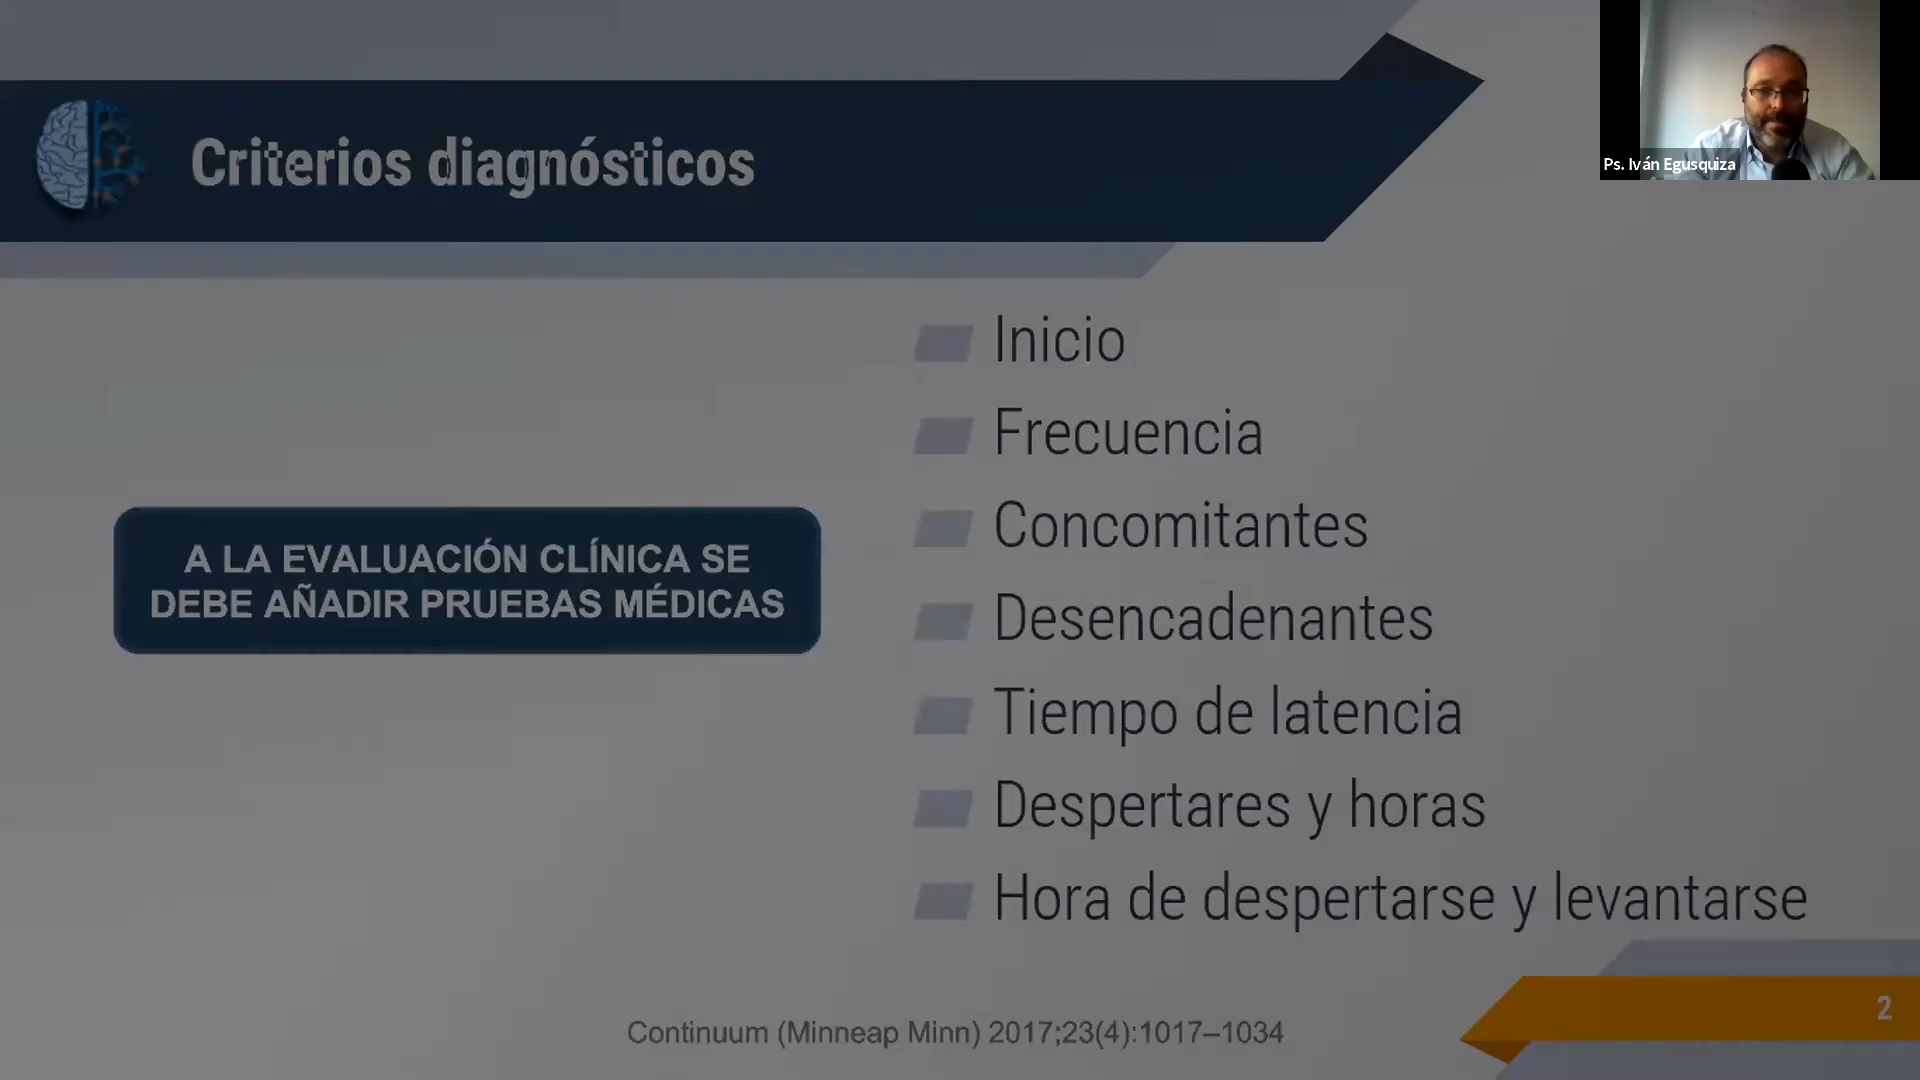 Criterios diagnósticos
Ps. Iván Egusquiza
A LA EVALUACIÓN CLÍNICA SE
DEBE AÑADIR PRUEBAS MÉDICAS
Inicio
Frecuencia
Concomitantes
Desencadenantes
Tiempo de latencia
Despertares y horas
Hora de despertarse y levantarse
Continuum (Minneap Minn) 2017;23(4):1017–1034
2